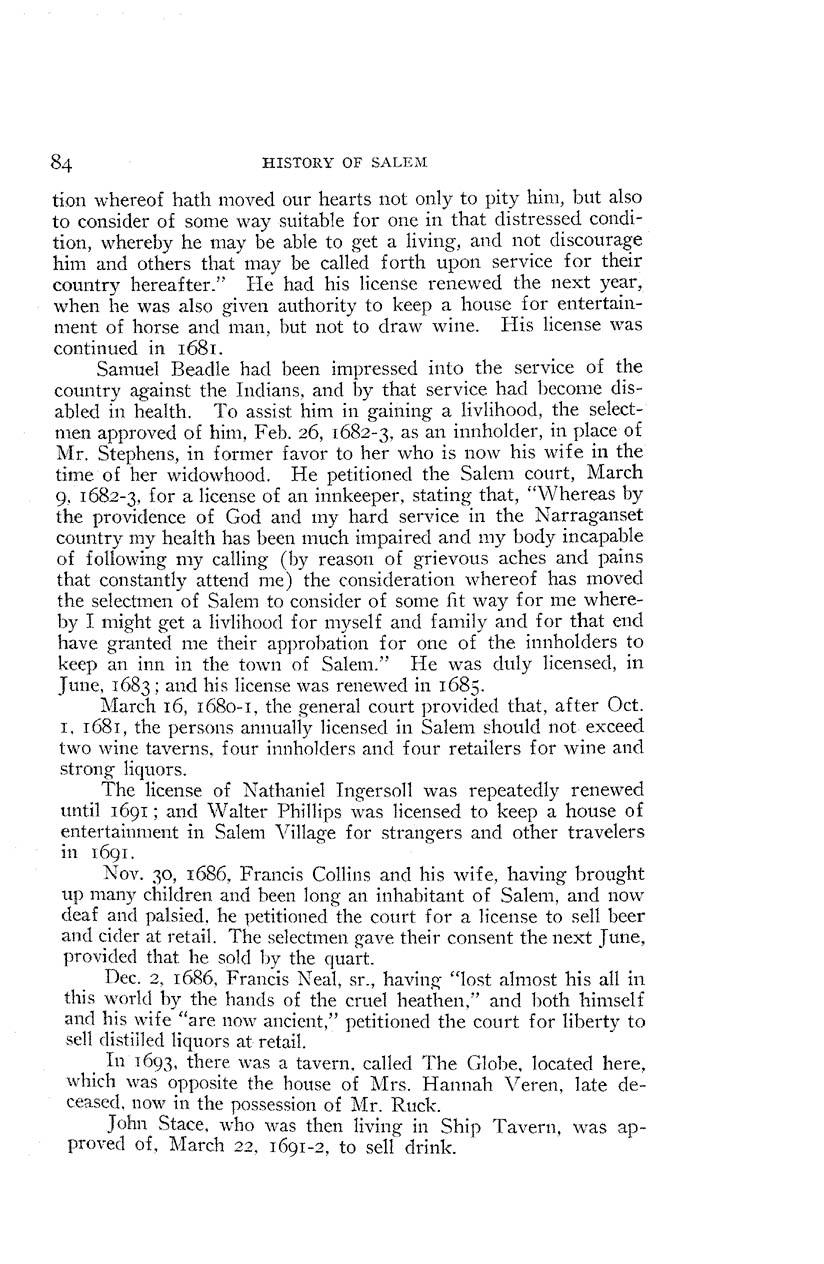 84 HISTORY OF SALEM
tion whereof hath moved our hearts not only to pity him, but also
to consider of some way suitable for one in that distressed condi-
tion, whereby he may be able to get a living, and not discourage
him and others that may be called forth upon service for their
country hereafter." He had his license renewed the next year,
when he was also given authority to keep a house for entertain-
ment of horse and man, but not to draw wine. His license was
continued in 1681.
Samuel Beadle had been impressed into the service of the
country against the Indians, and by that service had become dis-
abled in health. To assist him in gaining a livlihood, the select-
men approved of him, Feb. 26, 1682-3, as an innholder, in place of
Mr. Stephens, in former favor to her who is now his wife in the
time of her widowhood. He petitioned the Salem court, March
9, 1682-3, for a license of an innkeeper, stating that, "Whereas by
the providence of God and my hard service in the Narraganset
country my health has been much impaired and my body incapable
of following my calling (by reason of grievous aches and pains
that constantly attend me) the consideration whereof has moved
the selectmen of Salem to consider of some fit way for me where-
by I might get a livlihood for myself and family and for that end
have granted me their approbation for one of the innholders to
keep an inn in the town of Salem." He was duly licensed, in
June, 1683; and his license was renewed in 1685.
March 16, 1680-1, the general court provided that, after Oct.
1, 1681, the persons annually licensed in Salem should not exceed
two wine taverns, four innholders and four retailers for wine and
strong liquors.
The license of Nathaniel Ingersoll was repeatedly renewed
until 1691; and Walter Phillips was licensed to keep a house of
entertainment in Salem Village for strangers and other travelers
in 1691.
Nov. 30, 1686, Francis Collins and his wife, having brought
up many children and been long an inhabitant of Salem, and now
deaf and palsied, he petitioned the court for a license to sell beer
and cider at retail. The selectmen gave their consent the next June,
provided that he sold by the quart.
Dec. 2, 1686, Francis Neal, sr., having "lost almost his all in
this world by the hands of the cruel heathen," and both himself
and his wife "are now ancient," petitioned the court for liberty to
sell distilled liquors at retail.
In 1693, there was a tavern, called The Globe, located here,
which was opposite the house of Mrs. Hannah Veren, late de-
ceased, now in the possession of Mr. Ruck.
John Stace, who was then living in Ship Tavern, was ap-
proved of, March 22, 1691-2, to sell drink.